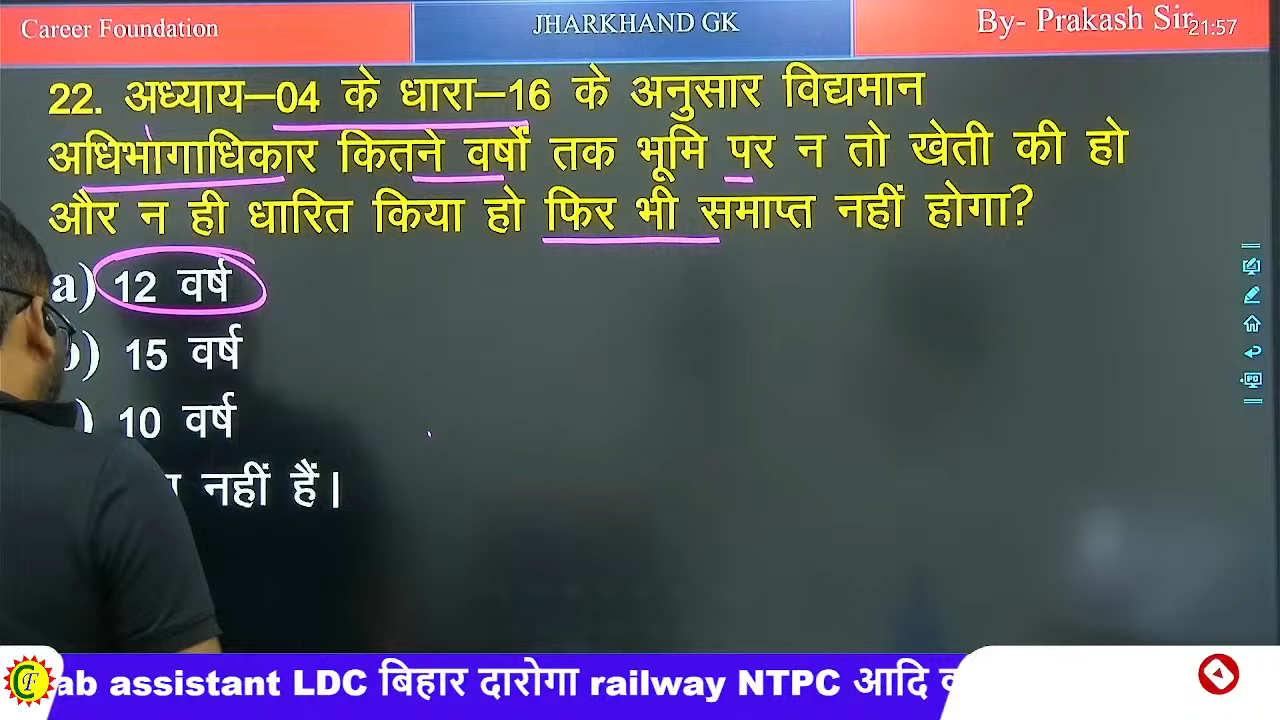 Career Foundation
JHARKHAND GK
By- Prakash Sir
21:57
22. अध्याय–04 के धारा–16 के अनुसार विद्यमान
अधिभोगाधिकार कितने वर्षों तक भूमि पर न तो खेती की हो
और न ही धारित किया हो फिर भी समाप्त नहीं होगा?
a) 12 वर्ष
b) 15 वर्ष
) 10 वर्ष
नहीं हैं।
ab assistant LDC बिहार दारोगा railway NTPC आदि